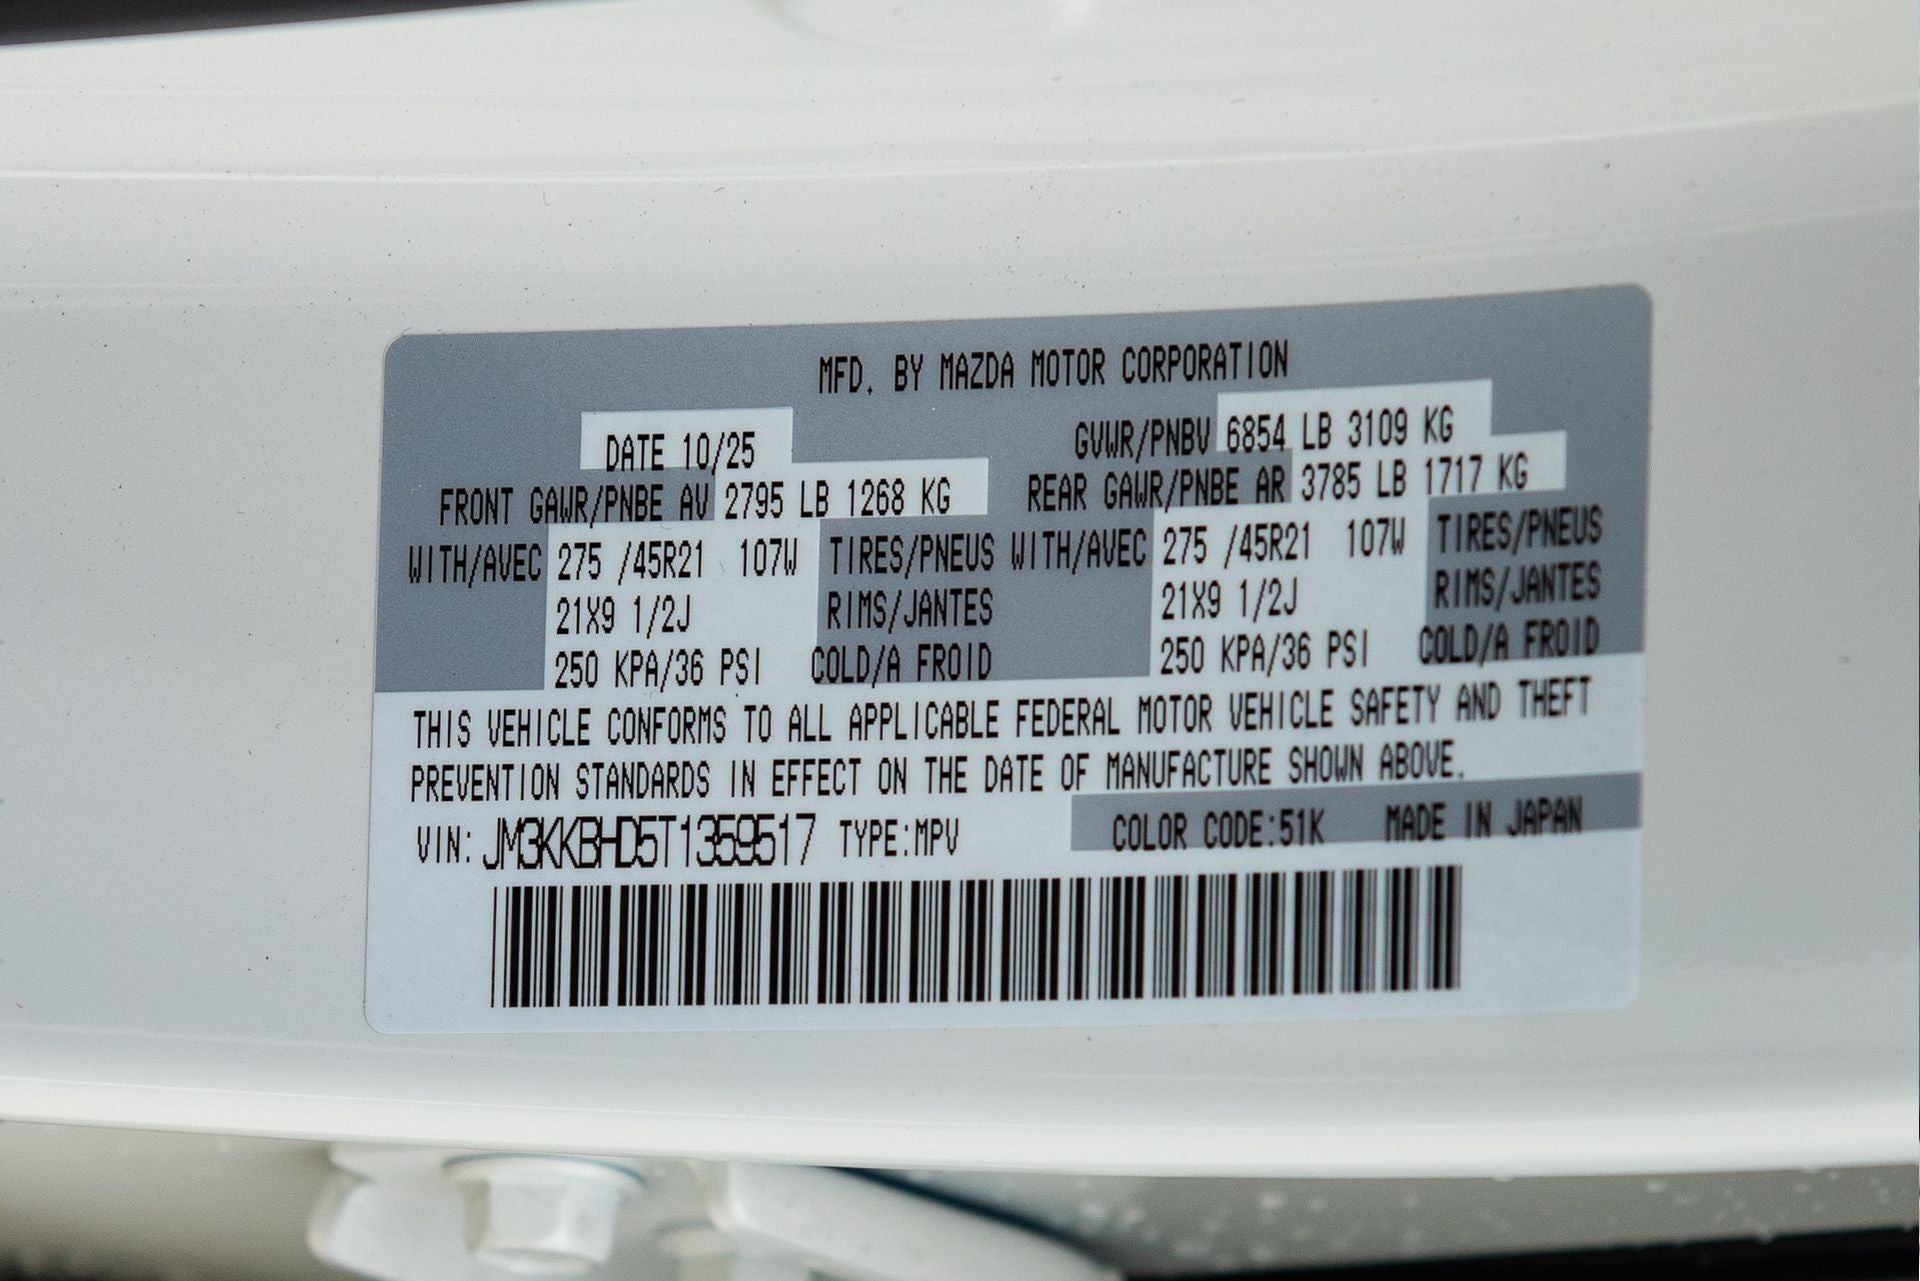 MFD. BY MAZDA MOTOR CORPORATION
DATE 10/25 GVWR/PNBV 6854 LB 3109 KG
FRONT GAWR/PNBE AV 2795 LB 1268 KG REAR GAWR/PNBE AR 3785 LB 1717 KG
WITH/AVEC 275 /45R21 107W TIRES/PNEUS WITH/AVEC 275 /45R21 107W TIRES/PNEUS
21X9 1/2J RIMS/JANTES 21X9 1/2J RIMS/JANTES
250 KPA/36 PSI COLD/A FROID 250 KPA/36 PSI COLD/A FROID
THIS VEHICLE CONFORMS TO ALL APPLICABLE FEDERAL MOTOR VEHICLE SAFETY AND THEFT
PREVENTION STANDARDS IN EFFECT ON THE DATE OF MANUFACTURE SHOWN ABOVE.
VIN: JM3KKBHD5T1359517 TYPE:MPV COLOR CODE:51K MADE IN JAPAN